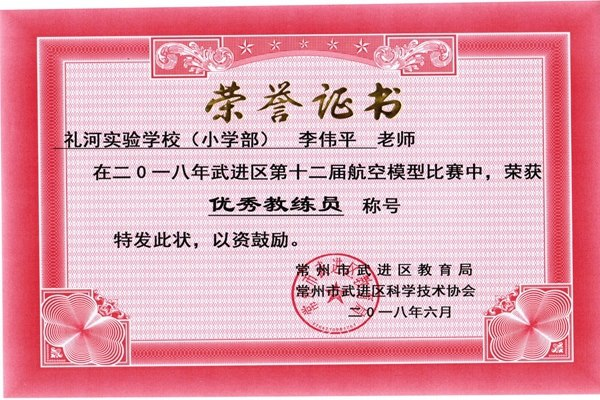 荣誉证书
礼河实验学校（小学部） 李伟平 老师
在二0一八年武进区第十二届航空模型比赛中，荣获
优秀教练员 称号
特发此状，以资鼓励。
常州市武进区教育局
常州市武进区科学技术协会
二0一八年六月